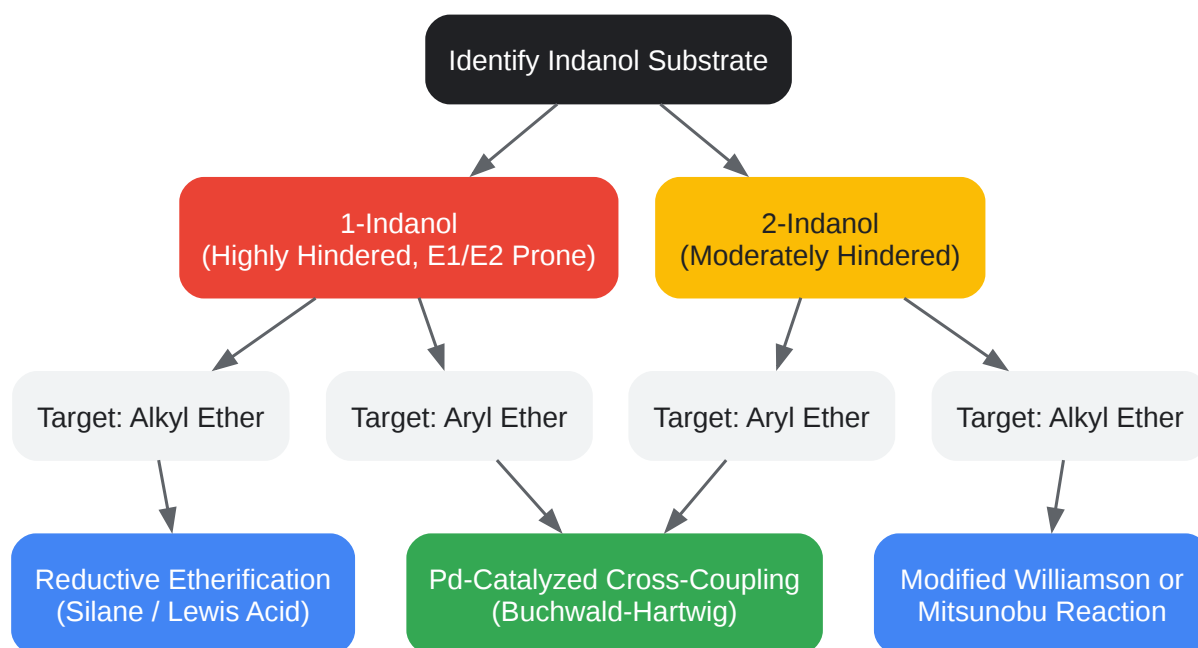 Identify Indanol Substrate
1-Indanol
(Highly Hindered, E1/E2 Prone)
2-Indanol
(Moderately Hindered)
Target: Alkyl Ether
Target: Aryl Ether
Target: Aryl Ether
Target: Alkyl Ether
Reductive Etherification
(Silane / Lewis Acid)
Pd-Catalyzed Cross-Coupling
(Buchwald-Hartwig)
Modified Williamson or
Mitsunobu Reaction